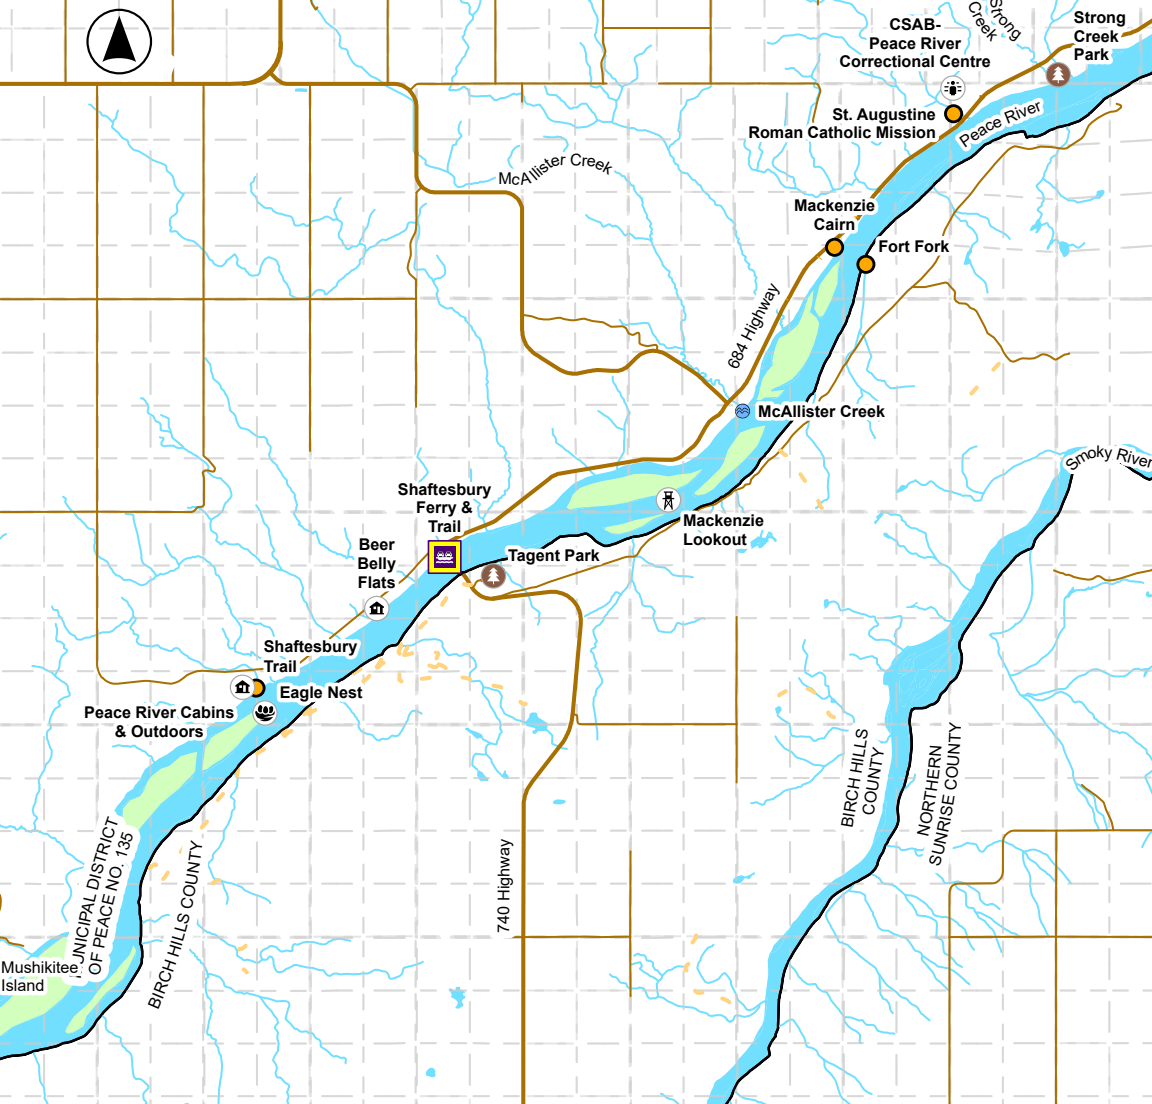 Strong
Creek
Strong
Creek
Park
CSAB-
Peace River
Correctional Centre
St. Augustine
Roman Catholic Mission
Peace River
McAllister Creek
Mackenzie
Cairn
Fort Fork
684 Highway
McAllister Creek
Smoky River
Shaftesbury
Ferry &
Trail
Mackenzie
Lookout
Beer
Belly
Flats
Tagent Park
Shaftesbury
Trail
Eagle Nest
Peace River Cabins
& Outdoors
BIRCH HILLS
COUNTY
NORTHERN
SUNRISE COUNTY
MUNICIPAL DISTRICT
OF PEACE NO. 135
BIRCH HILLS COUNTY
740 Highway
Mushikitee
Island